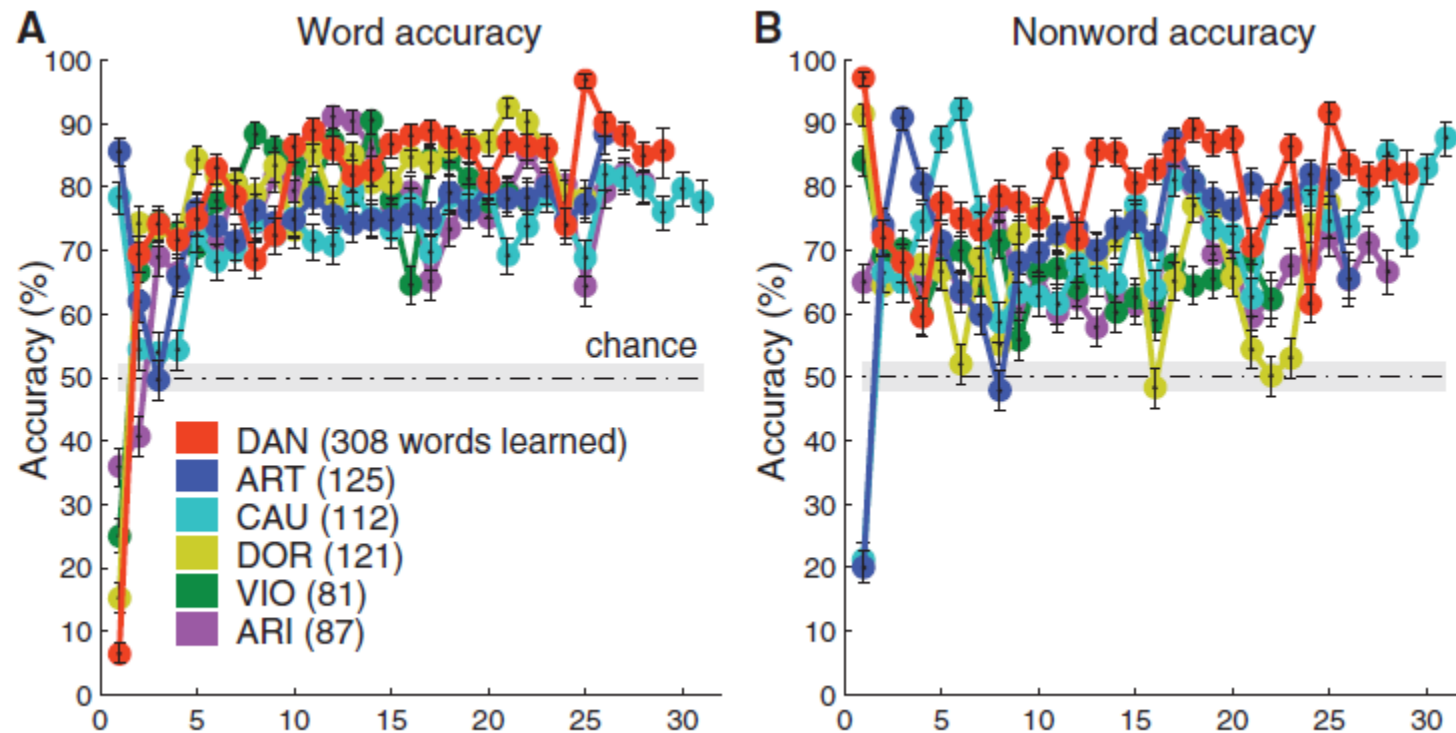 A
Word accuracy
Accuracy (%)
100
90
80
70
60
50
40
30
20
10
0
chance
DAN (308 words learned)
ART (125)
CAU (112)
DOR (121)
VIO (81)
ARI (87)
0 5 10 15 20 25 30
B
Nonword accuracy
Accuracy (%)
100
90
80
70
60
50
40
30
20
10
0
0 5 10 15 20 25 30